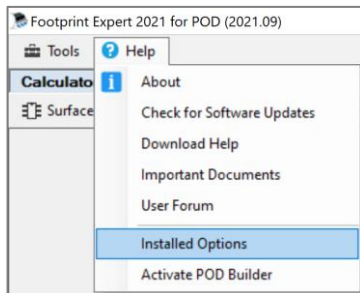 Footprint Expert 2021 for POD (2021.09)
Tools Help
Calculato
About
Surface
Check for Software Updates
Download Help
Important Documents
User Forum
Installed Options
Activate POD Builder